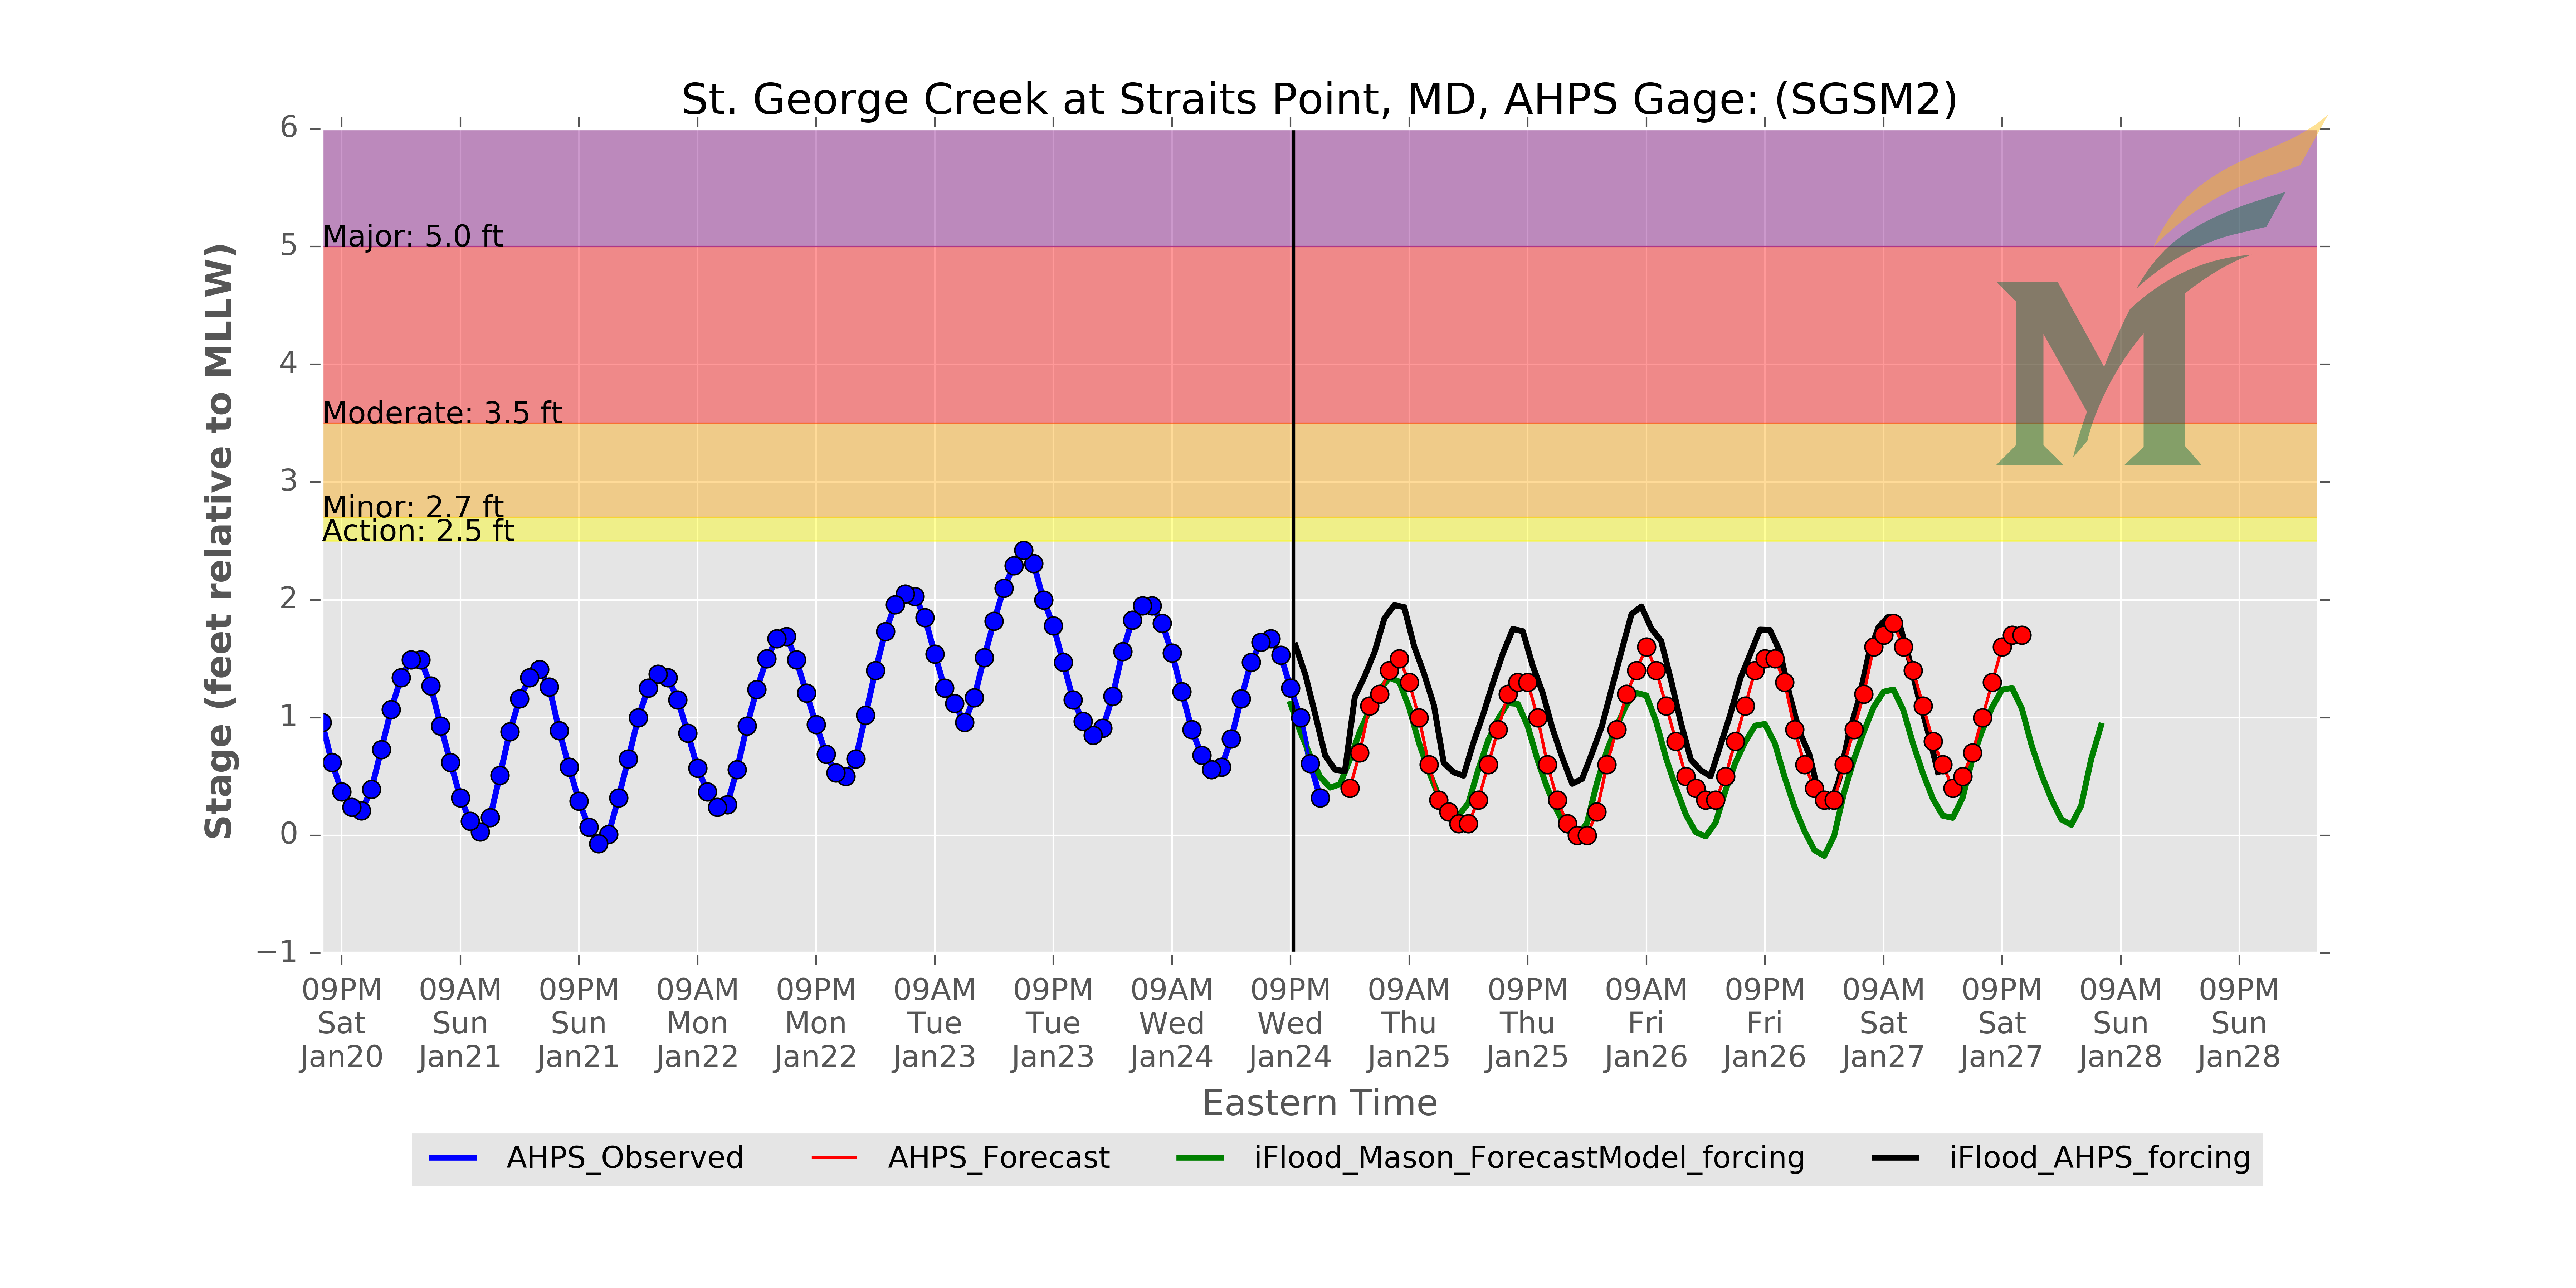 St. George Creek at Straits Point, MD, AHPS Gage: (SGSM2)
Stage (feet relative to MLLW)
6
5
4
3
2
1
0
−1
Major: 5.0 ft
Moderate: 3.5 ft
Minor: 2.7 ft
Action: 2.5 ft
M
09PM 09AM 09PM 09AM 09PM 09AM 09PM 09AM 09PM 09AM 09PM 09AM 09PM 09AM 09PM 09AM 09PM
Sat Sun Sun Mon Mon Tue Tue Wed Wed Thu Thu Fri Fri Sat Sat Sun Sun
Jan20 Jan21 Jan21 Jan22 Jan22 Jan23 Jan23 Jan24 Jan24 Jan25 Jan25 Jan26 Jan26 Jan27 Jan27 Jan28 Jan28
Eastern Time
AHPS_Observed AHPS_Forecast iFlood_Mason_ForecastModel_forcing iFlood_AHPS_forcing